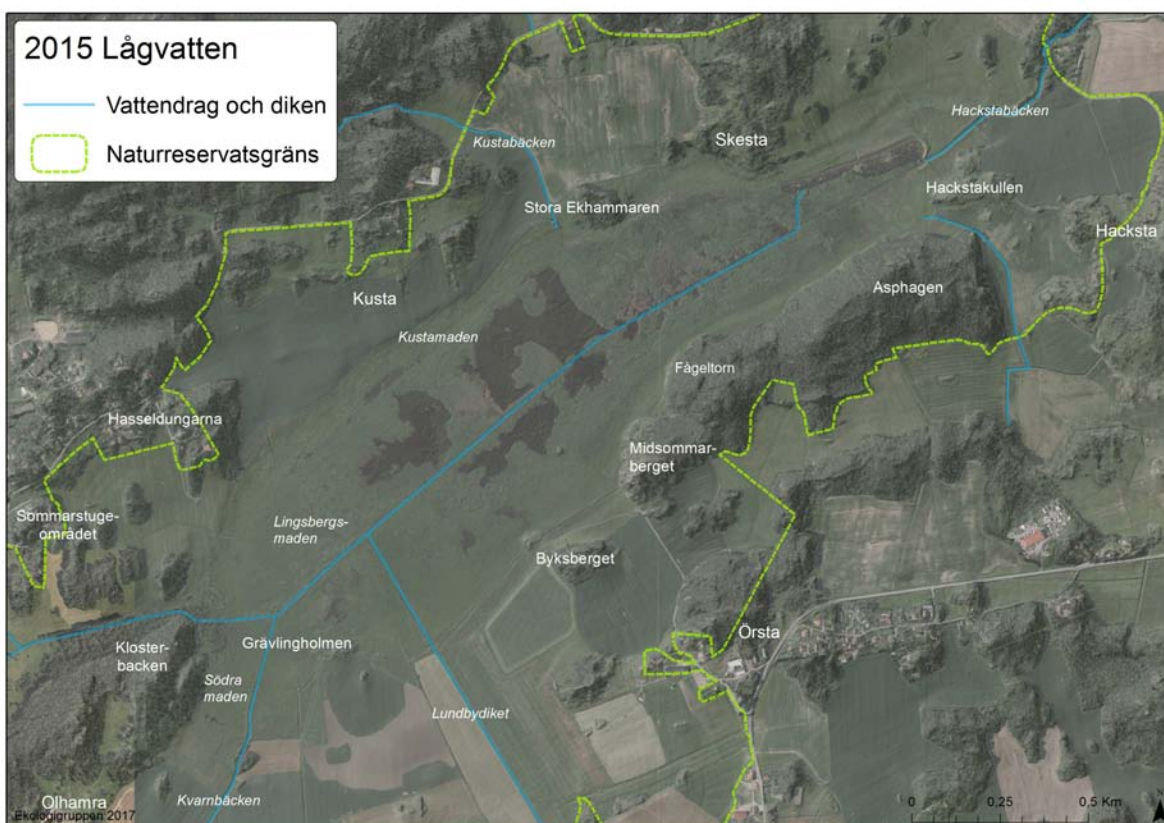 2015 Lågvatten
Vattendrag och diken
Naturreservatsgräns
Kustabäcken
Skesta
Hackstabäcken
Hackstakullen
Stora Ekhammaren
Hacksta
Asphagen
Kusta
Kustamaden
Fågeltorn
Hasseldungarna
Midsommar-
berget
Sommarstuge-
området
Lingsbergs-
maden
Byksberget
Örsta
Grävlingholmen
Kloster-
backen
Södra
maden
Lundbydiket
Kvarnbäcken
Olhamra
Ekologigruppen 2017
0 0,25 0,5 Km
N